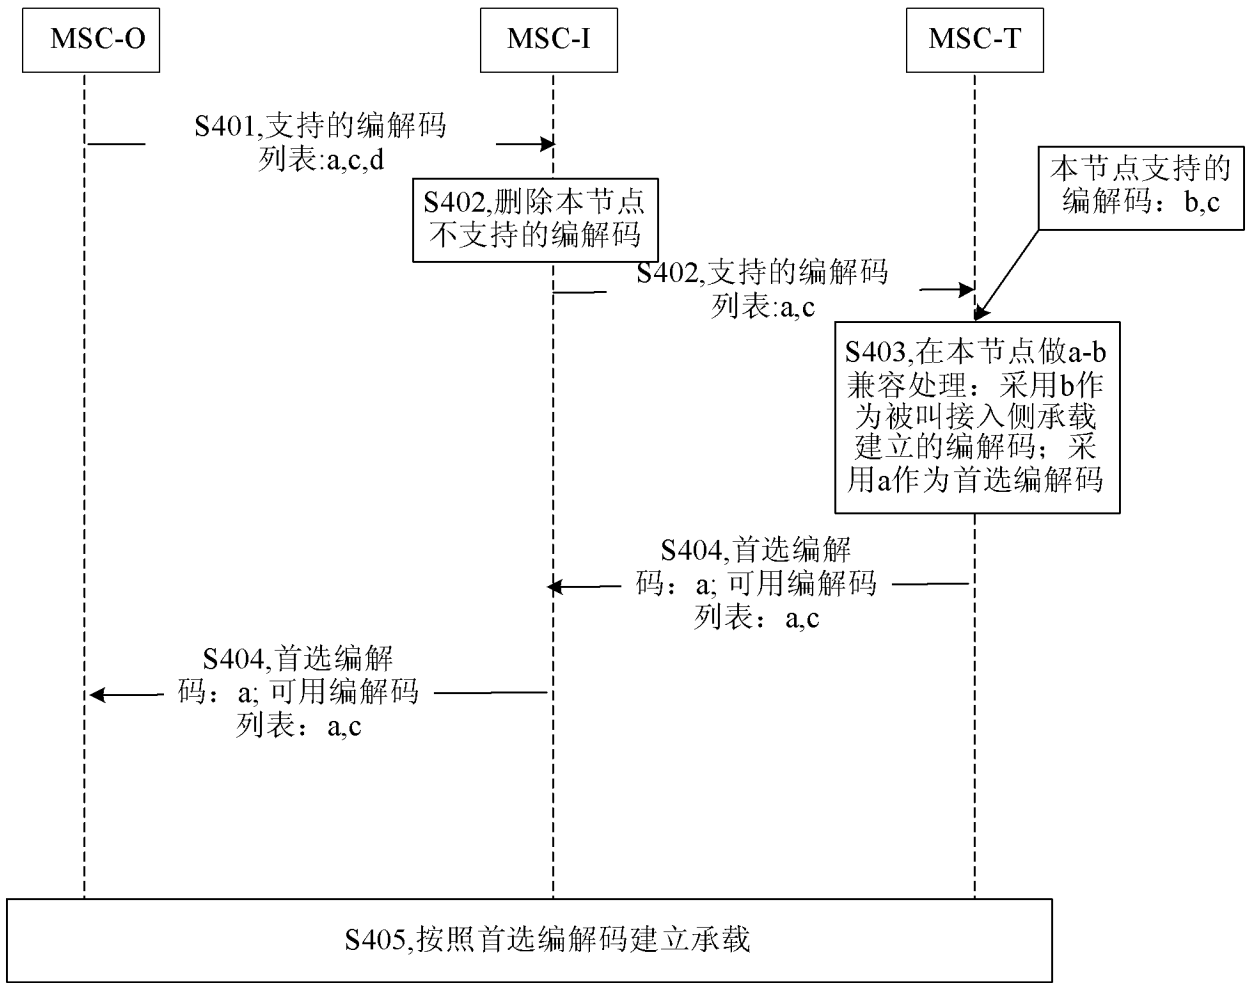 MSC-O
MSC-I
MSC-T
S401,支持的编解码
列表:a,c,d
本节点支持的
编解码：b,c
S402,删除本节点
不支持的编解码
S402,支持的编解码
列表:a,c
S403,在本节点做a-b
兼容处理：采用b作
为被叫接入侧承载
建立的编解码；采
用a作为首选编解码
S404,首选编解
码：a; 可用编解码
列表：a,c
S404,首选编解
码：a; 可用编解码
列表：a,c
S405,按照首选编解码建立承载